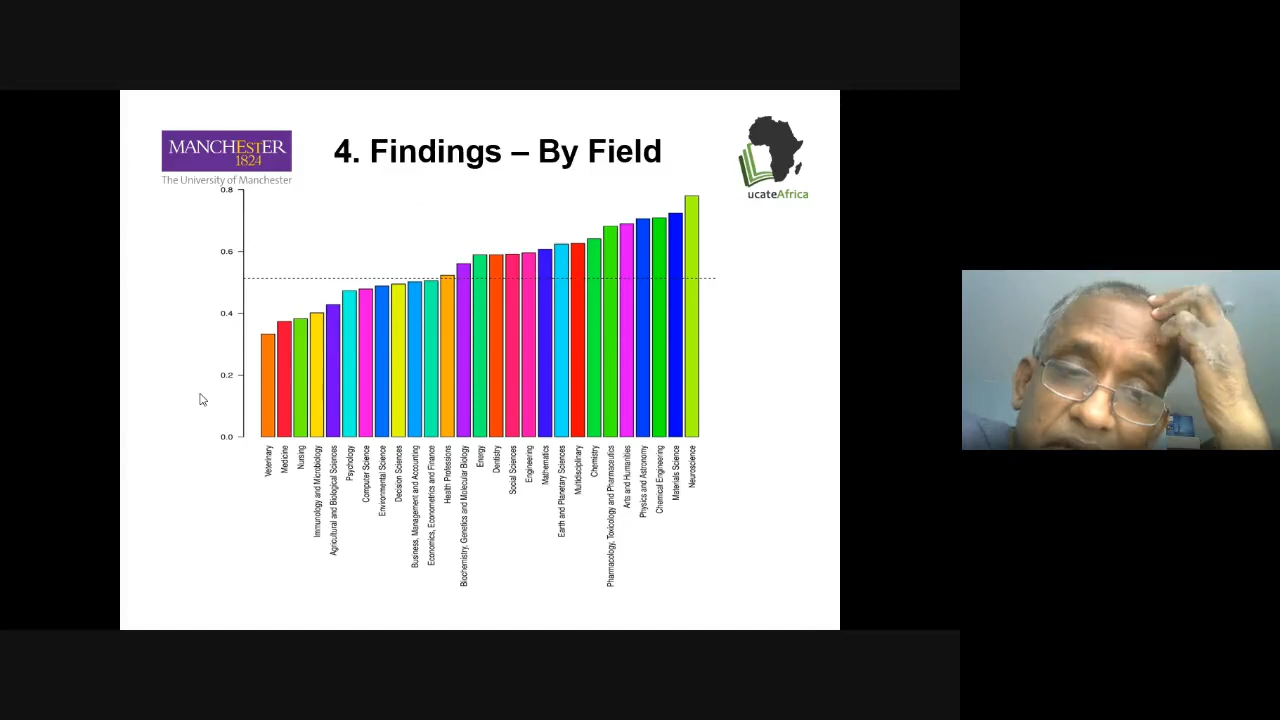 MANCHESTER
1824
The University of Manchester
4. Findings – By Field
ucateAfrica
0.8
0.6
0.4
0.2
0.0
Veterinary
Medicine
Nursing
Immunology and Microbiology
Agricultural and Biological Sciences
Psychology
Computer Science
Environmental Science
Decision Sciences
Business, Management and Accounting
Economics, Econometrics and Finance
Health Professions
Biochemistry, Genetics and Molecular Biology
Energy
Dentistry
Social Sciences
Engineering
Mathematics
Earth and Planetary Sciences
Multidisciplinary
Chemistry
Pharmacology, Toxicology and Pharmaceutics
Arts and Humanities
Physics and Astronomy
Chemical Engineering
Materials Science
Neuroscience